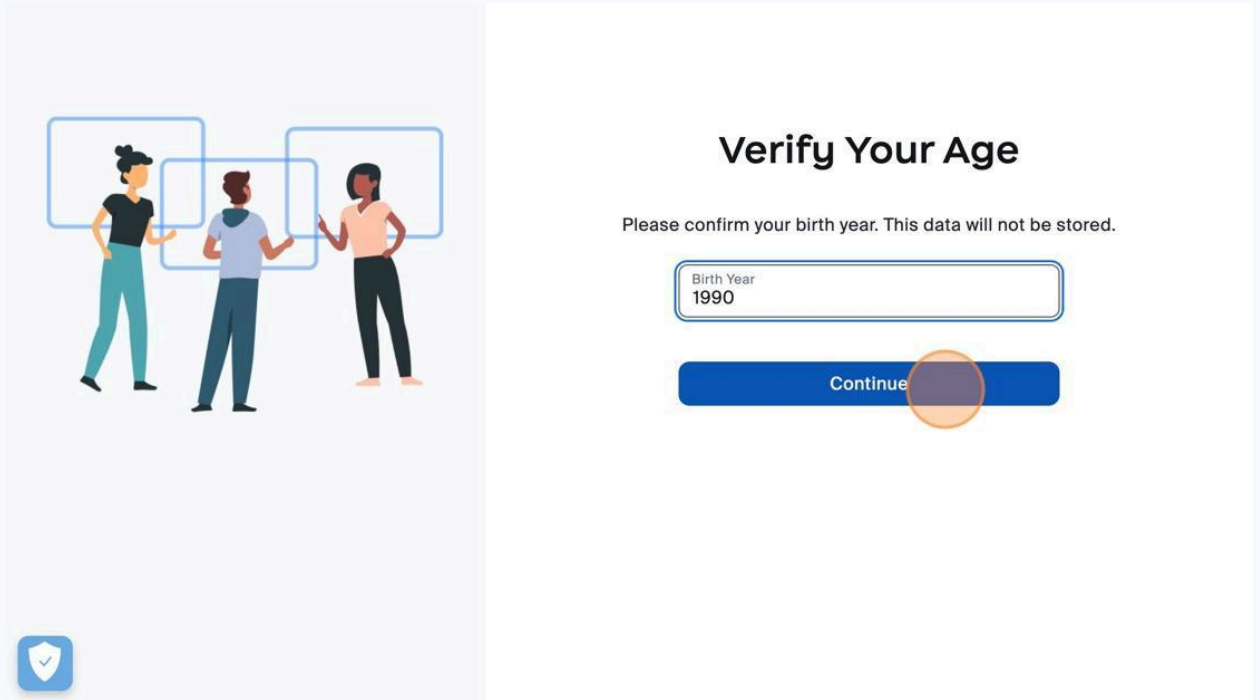 Verify Your Age
Please confirm your birth year. This data will not be stored.
Birth Year
1990
Continue